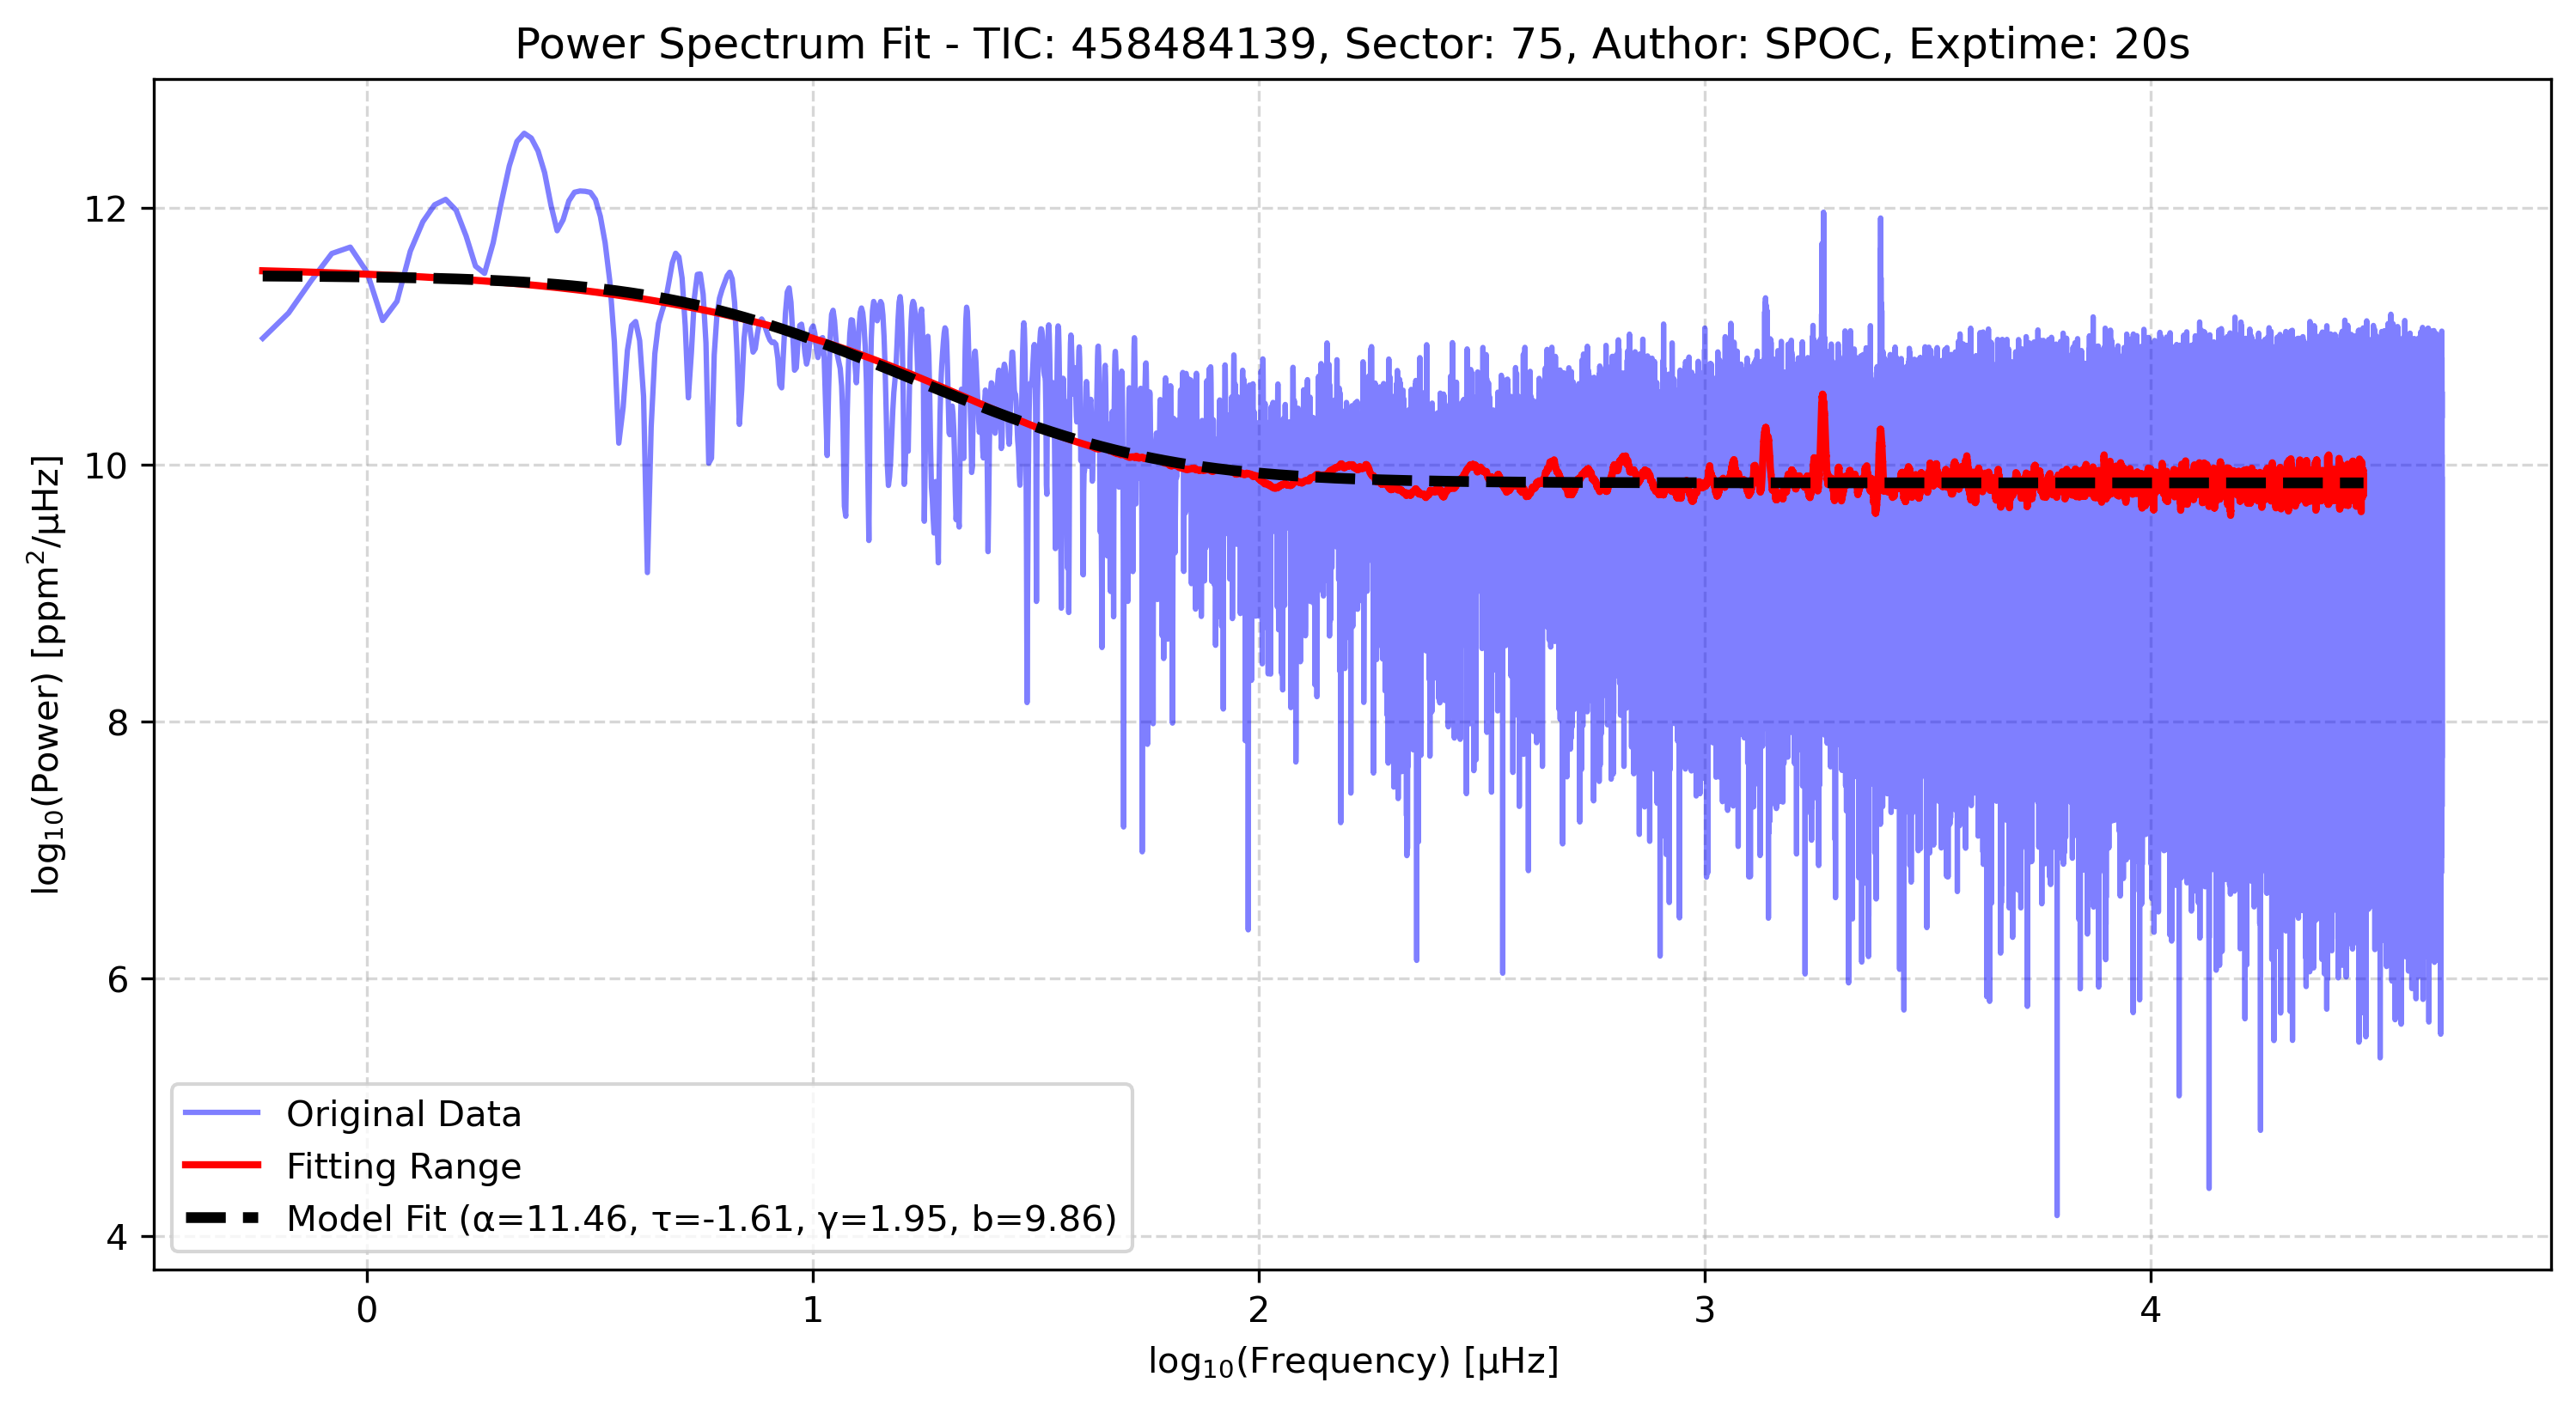 Power Spectrum Fit - TIC: 458484139, Sector: 75, Author: SPOC, Exptime: 20s
log₁₀(Power) [ppm²/μHz]
12
10
8
6
4
Original Data
Fitting Range
Model Fit (α=11.46, τ=-1.61, γ=1.95, b=9.86)
0 1 2 3 4
log₁₀(Frequency) [μHz]